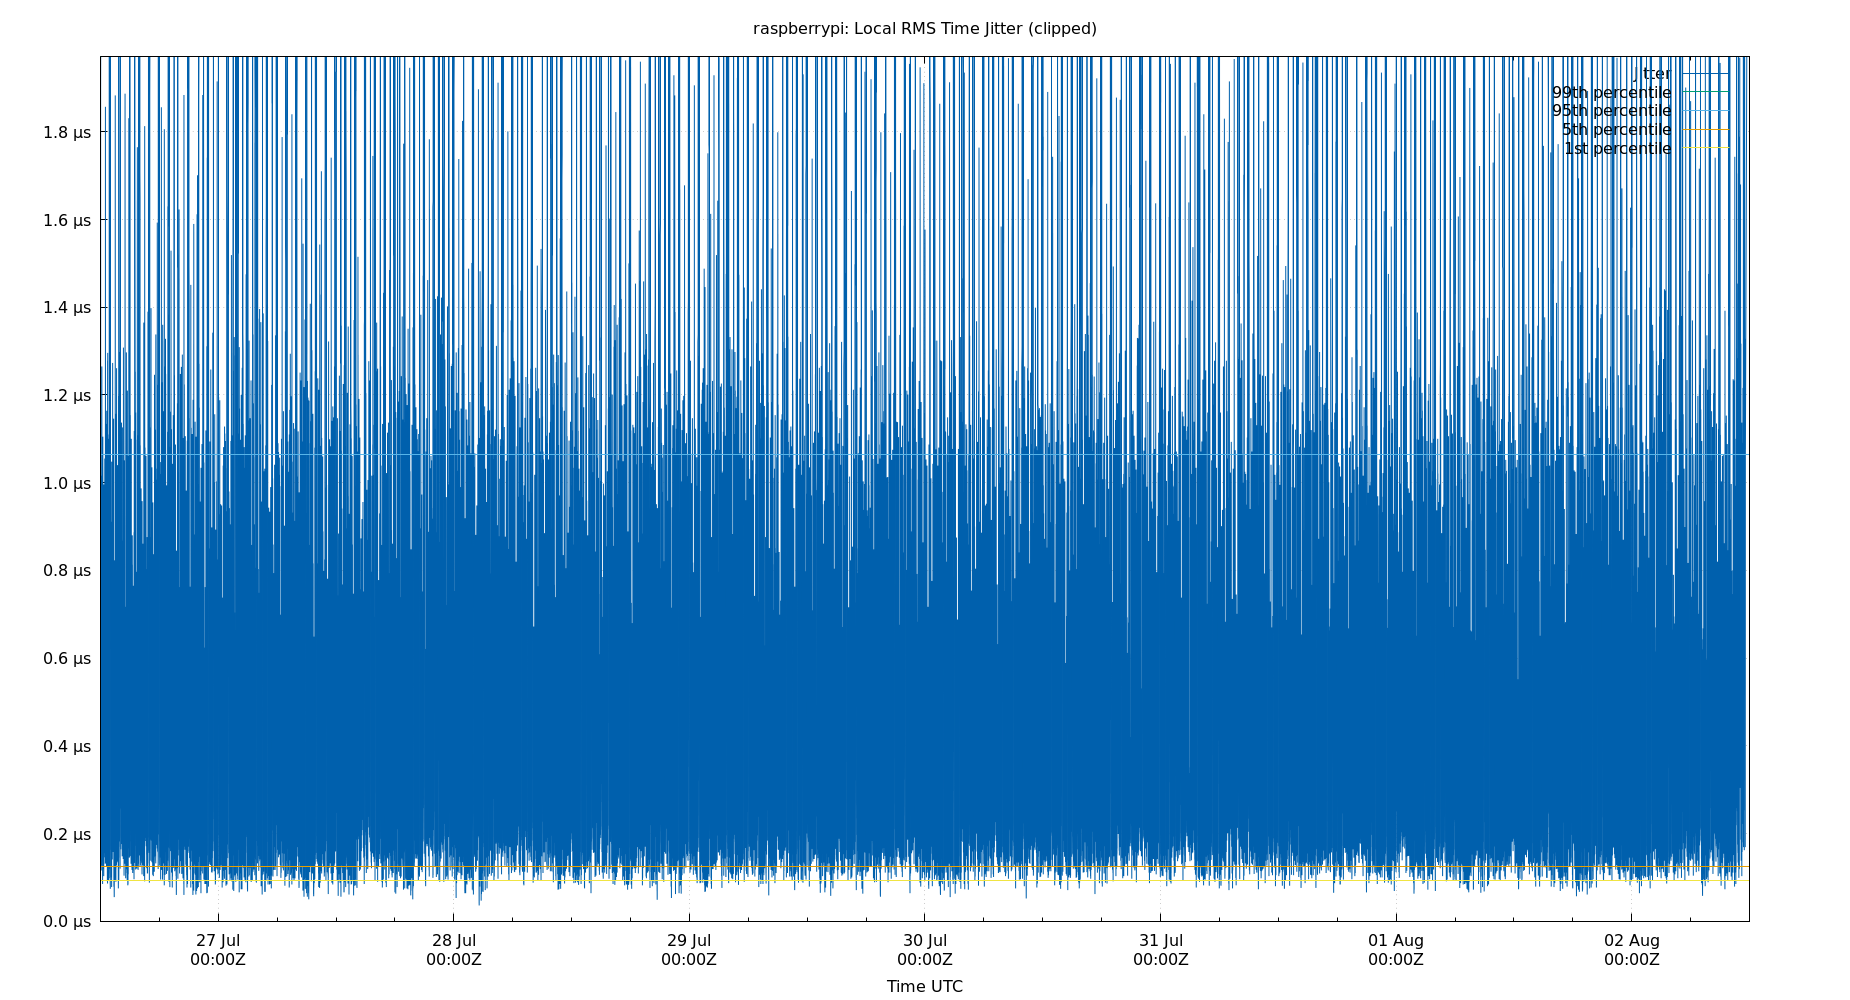 raspberrypi: Local RMS Time Jitter (clipped)
jitter
99th percentile
95th percentile
5th percentile
1st percentile
1.8 µs
1.6 µs
1.4 µs
1.2 µs
1.0 µs
0.8 µs
0.6 µs
0.4 µs
0.2 µs
0.0 µs
27 Jul 28 Jul 29 Jul 30 Jul 31 Jul 01 Aug 02 Aug
00:00Z 00:00Z 00:00Z 00:00Z 00:00Z 00:00Z 00:00Z
Time UTC